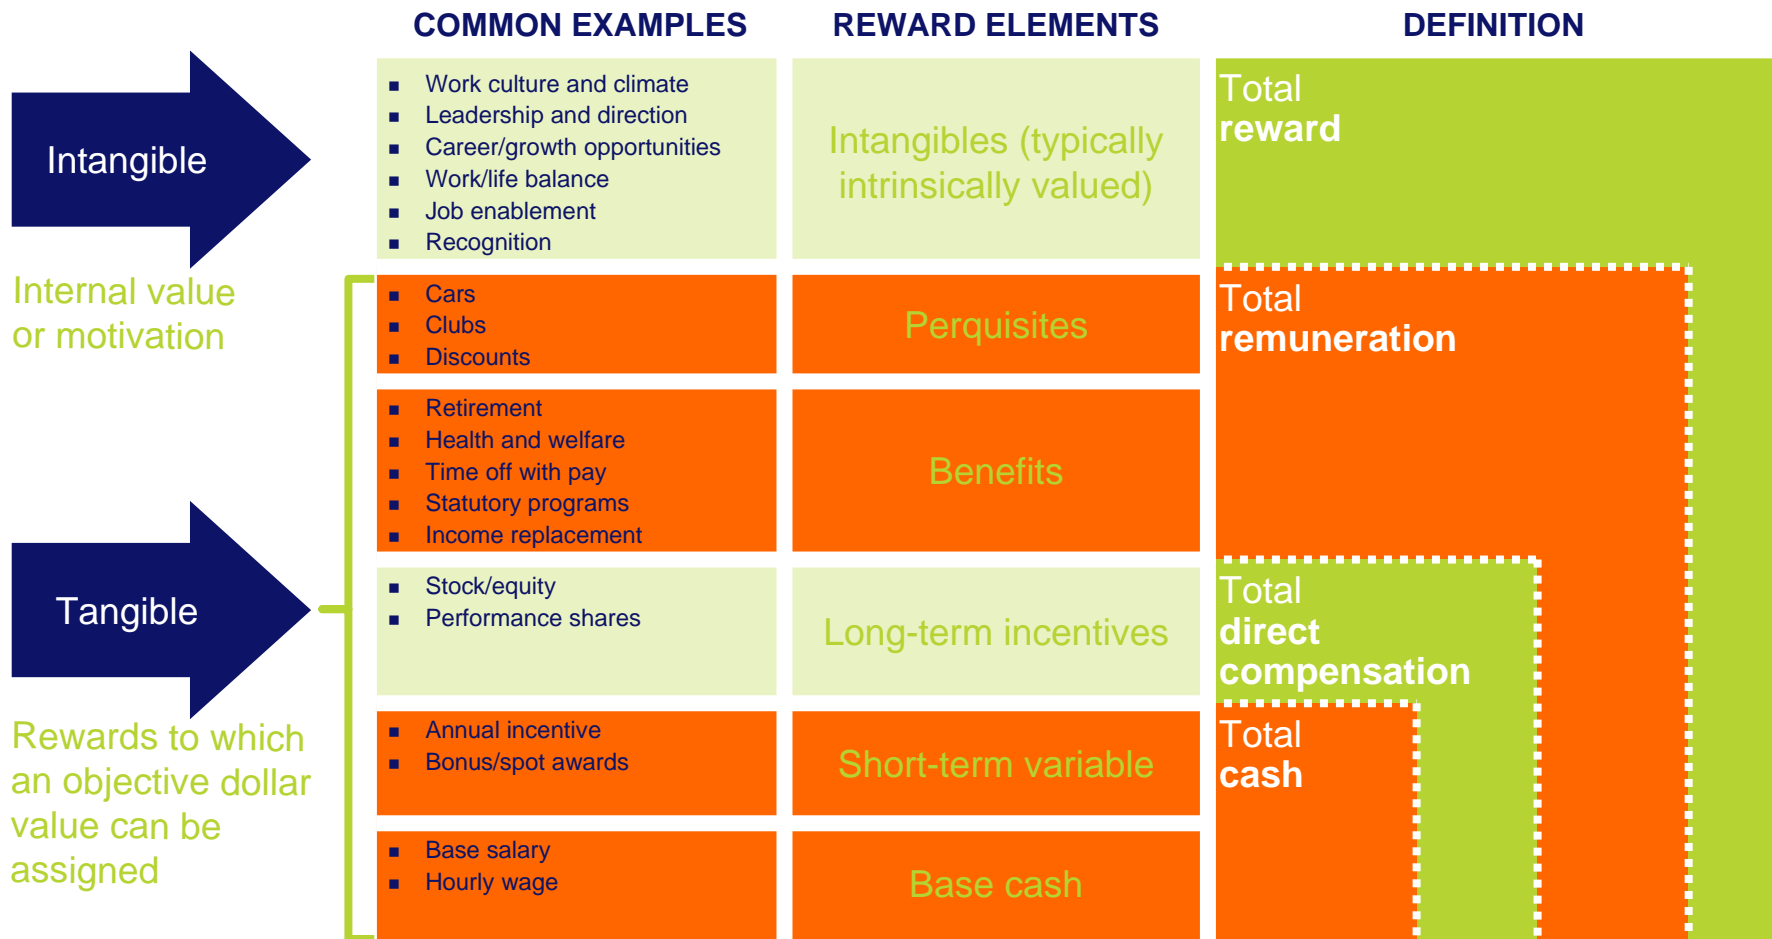 COMMON EXAMPLES
REWARD ELEMENTS
DEFINITION
Intangible
Internal value
or motivation
Tangible
Rewards to which
an objective dollar
value can be
assigned
■ Work culture and climate
■ Leadership and direction
■ Career/growth opportunities
■ Work/life balance
■ Job enablement
■ Recognition
Intangibles (typically
intrinsically valued)
Total
reward
■ Cars
■ Clubs
■ Discounts
Perquisites
Total
remuneration
■ Retirement
■ Health and welfare
■ Time off with pay
■ Statutory programs
■ Income replacement
Benefits
■ Stock/equity
■ Performance shares
Long-term incentives
Total
direct
compensation
■ Annual incentive
■ Bonus/spot awards
Short-term variable
Total
cash
■ Base salary
■ Hourly wage
Base cash